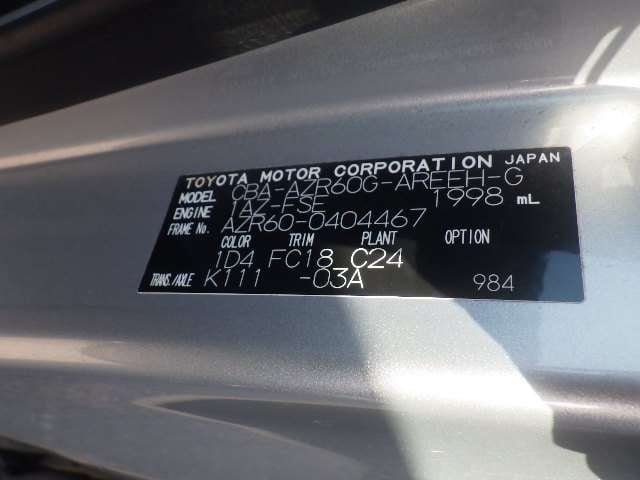 TOYOTA MOTOR CORPORATION JAPAN
MODEL CBA-AZR60G-AREEH-G
ENGINE 1AZ-FSE 1998 mL
FRAME No. AZR60-0404467
COLOR TRIM PLANT OPTION
1D4 FC18 C24
TRANS./AXLE K111 -03A 984